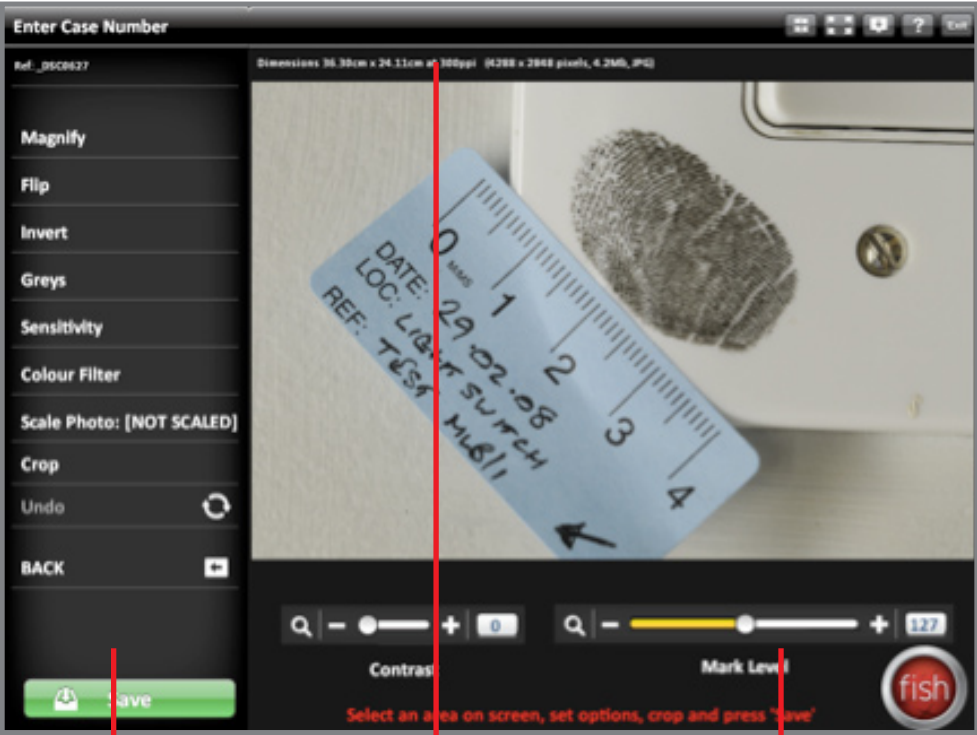 Enter Case Number
Exit
Ref: _DSC0627
Dimensions 36.30cm x 24.11cm at 300ppi (4288 x 2848 pixels, 4.2Mb, JPG)
Magnify
Flip
Invert
Greys
Sensitivity
Colour Filter
Scale Photo: [NOT SCALED]
Crop
Undo
BACK
Save
0 1 2 3 4
MMS
DATE: 29.02.08
LOC: LIGHT SWITCH
REF: TEST MLB/1
0
127
Contrast
Mark Level
fish
Select an area on screen, set options, crop and press 'Save'